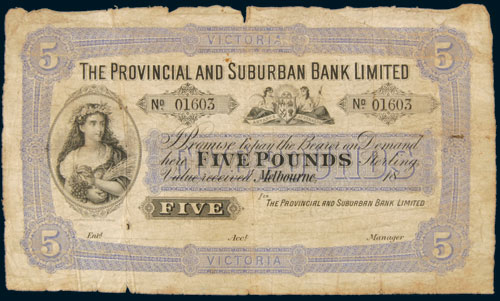 5 VICTORIA 5
THE PROVINCIAL AND SUBURBAN BANK LIMITED
No 01603 No 01603
I Promise to pay the Bearer on Demand
here FIVE POUNDS Sterling
Value received Melbourne 18
for THE PROVINCIAL AND SUBURBAN BANK LIMITED
FIVE
Entd Acct Manager
5 VICTORIA 5